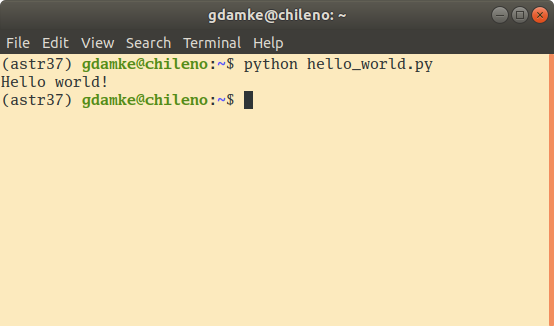 gdamke@chileno: ~
File Edit View Search Terminal Help
(astr37) gdamke@chileno:~$ python hello_world.py
Hello world!
(astr37) gdamke@chileno:~$